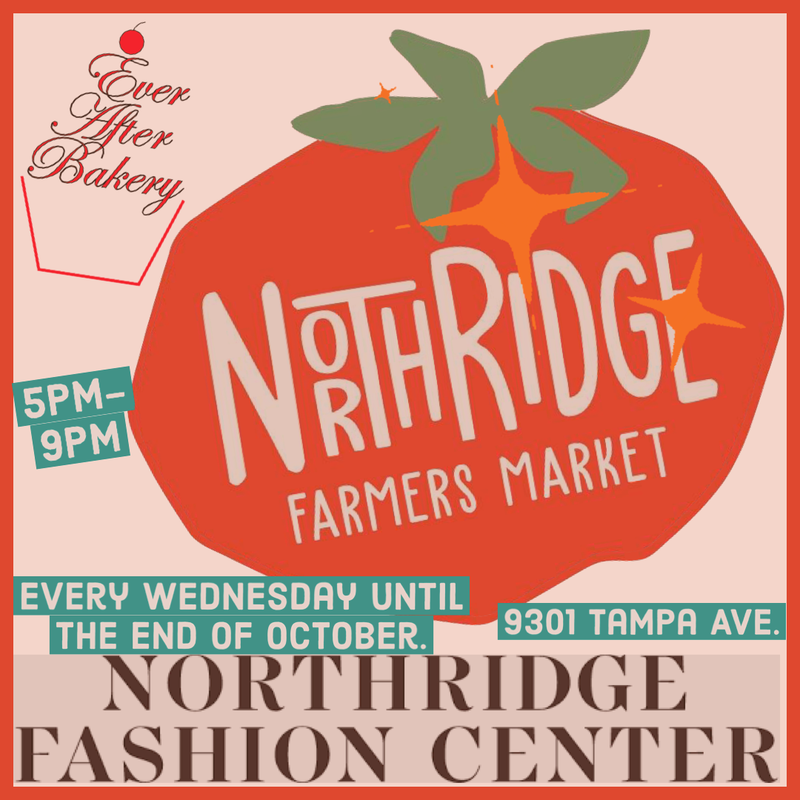 Ever
After
Bakery
NORTHRIDGE
FARMERS MARKET
5PM-
9PM
EVERY WEDNESDAY UNTIL
THE END OF OCTOBER.
9301 TAMPA AVE.
NORTHRIDGE
FASHION CENTER